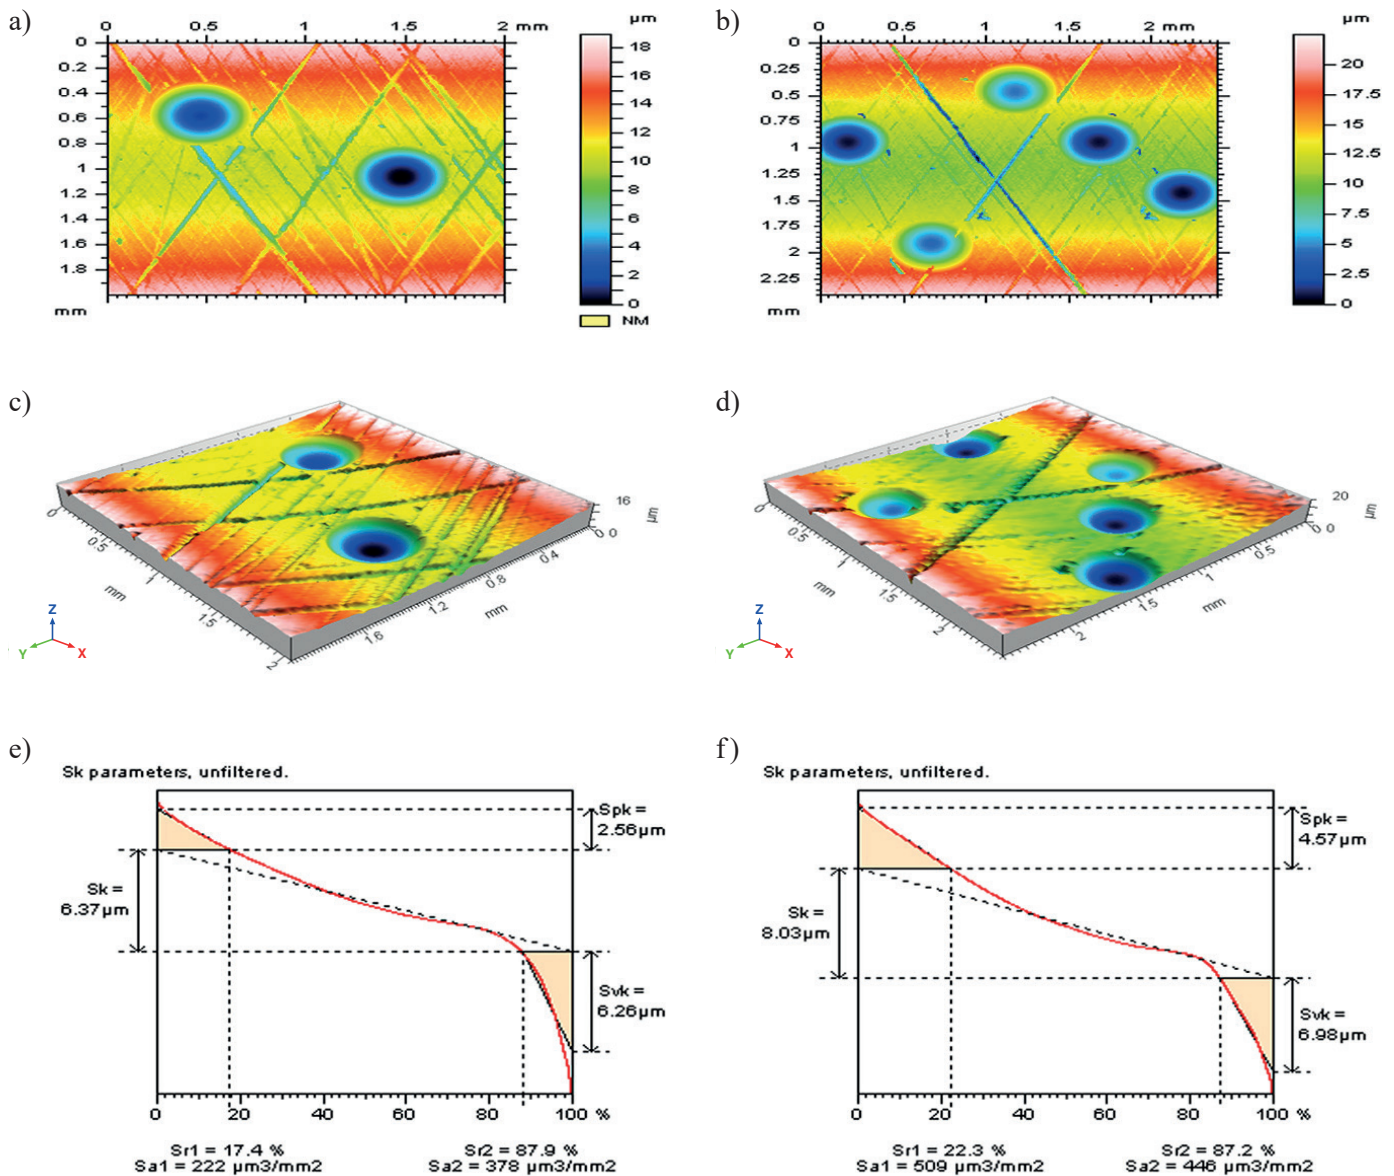 a)
0 0.5 1 1.5 2 mm
µm
0
0.2
0.4
0.6
0.8
1
1.2
1.4
1.6
1.8
mm
18
16
14
12
10
8
6
4
2
0
NM
b)
0 0.5 1 1.5 2 mm
µm
0
0.25
0.5
0.75
1
1.25
1.5
1.75
2
2.25
mm
20
17.5
15
12.5
10
7.5
5
2.5
0
c)
0
0.5
1
1.5
2
mm
16
0
µm
0
0.4
0.8
1.2
1.6
mm
Z
Y
X
d)
0
0.5
1
1.5
2
mm
20
0
µm
0
0.5
1
1.5
2
mm
Z
Y
X
e)
Sk parameters, unfiltered.
Spk =
2.56µm
Sk =
6.37µm
Svk =
6.26µm
0 20 40 60 80 100 %
Sr1 = 17.4 % Sr2 = 87.9 %
Sa1 = 222 µm3/mm2 Sa2 = 378 µm3/mm2
f)
Sk parameters, unfiltered.
Spk =
4.57µm
Sk =
8.03µm
Svk =
6.98µm
0 20 40 60 80 100 %
Sr1 = 22.3 % Sr2 = 87.2 %
Sa1 = 509 µm3/mm2 Sa2 = 446 µm3/mm2